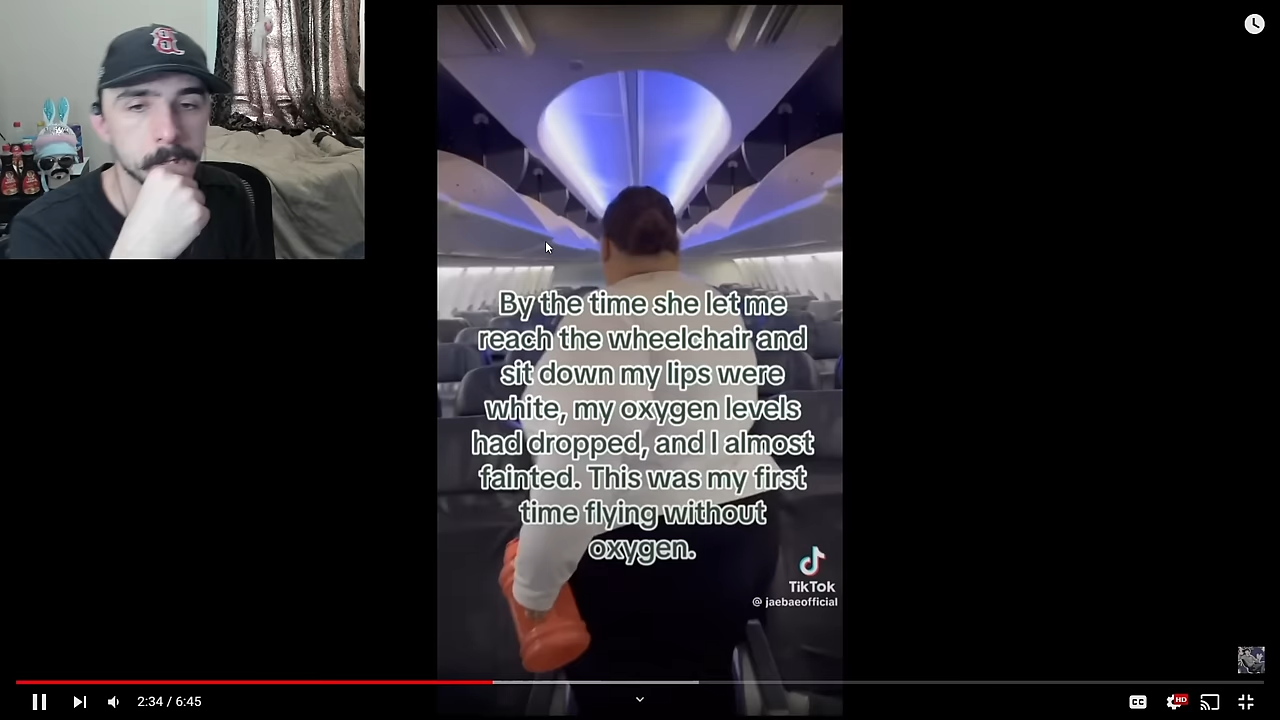 B
By the time she let me
reach the wheelchair and
sit down my lips were
white, my oxygen levels
had dropped, and I almost
fainted. This was my first
time flying without
oxygen.
TikTok
@ jaebaeofficial
2:34 / 6:45
CC
HD